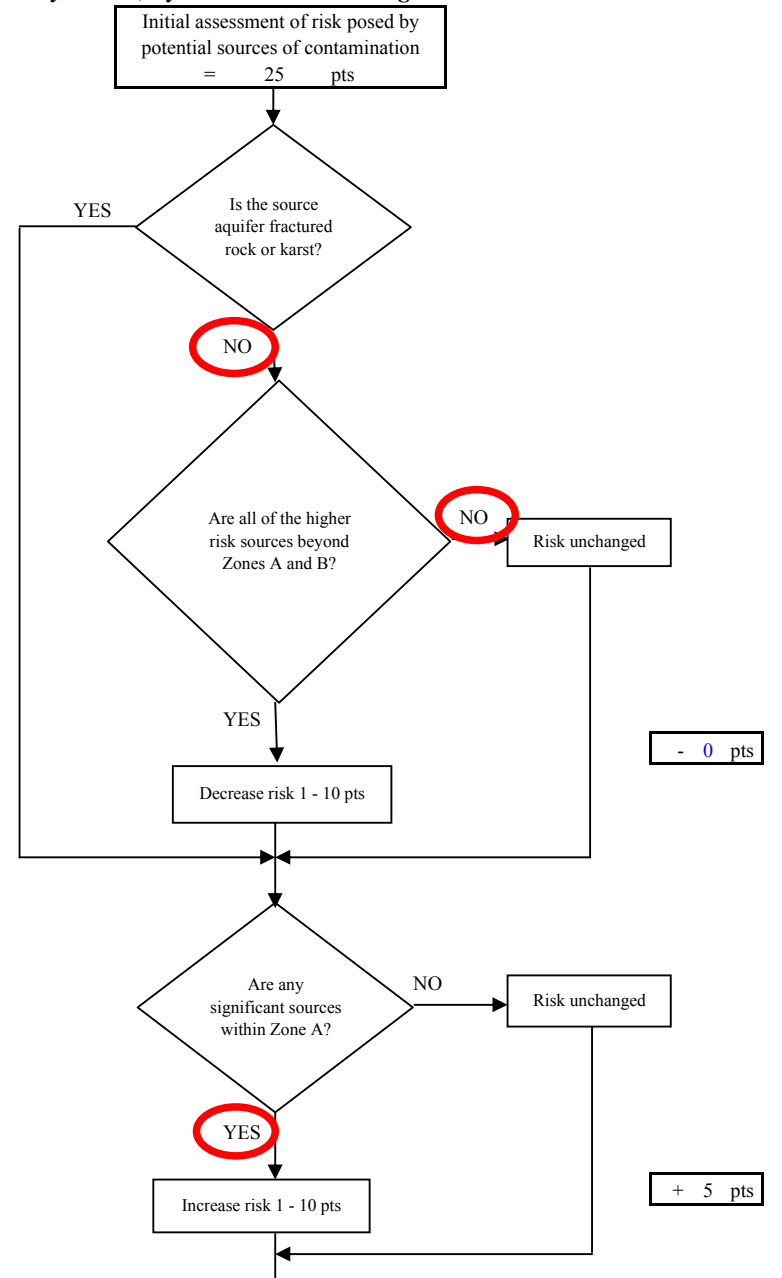 Initial assessment of risk posed by
potential sources of contamination
= 25 pts
Is the source
aquifer fractured
rock or karst?
YES
NO
Are all of the higher
risk sources beyond
Zones A and B?
NO
Risk unchanged
YES
- 0 pts
Decrease risk 1 - 10 pts
Are any
significant sources
within Zone A?
NO
Risk unchanged
YES
+ 5 pts
Increase risk 1 - 10 pts